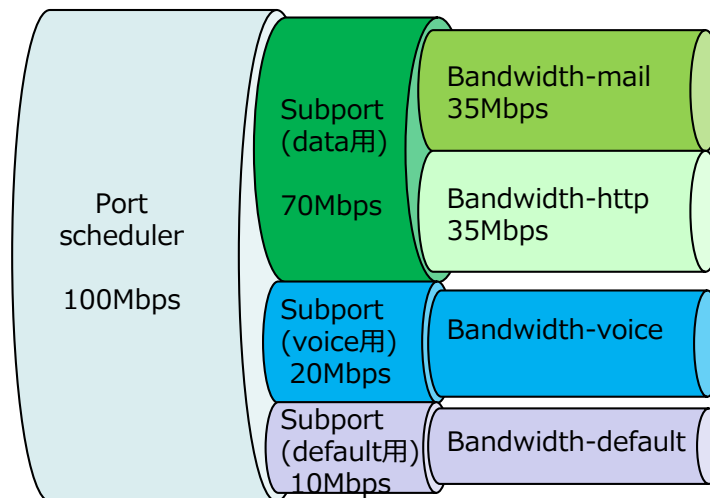 Port
scheduler
100Mbps
Subport
(data用)
70Mbps
Bandwidth-mail
35Mbps
Bandwidth-http
35Mbps
Subport
(voice用)
20Mbps
Bandwidth-voice
Subport
(default用)
10Mbps
Bandwidth-default